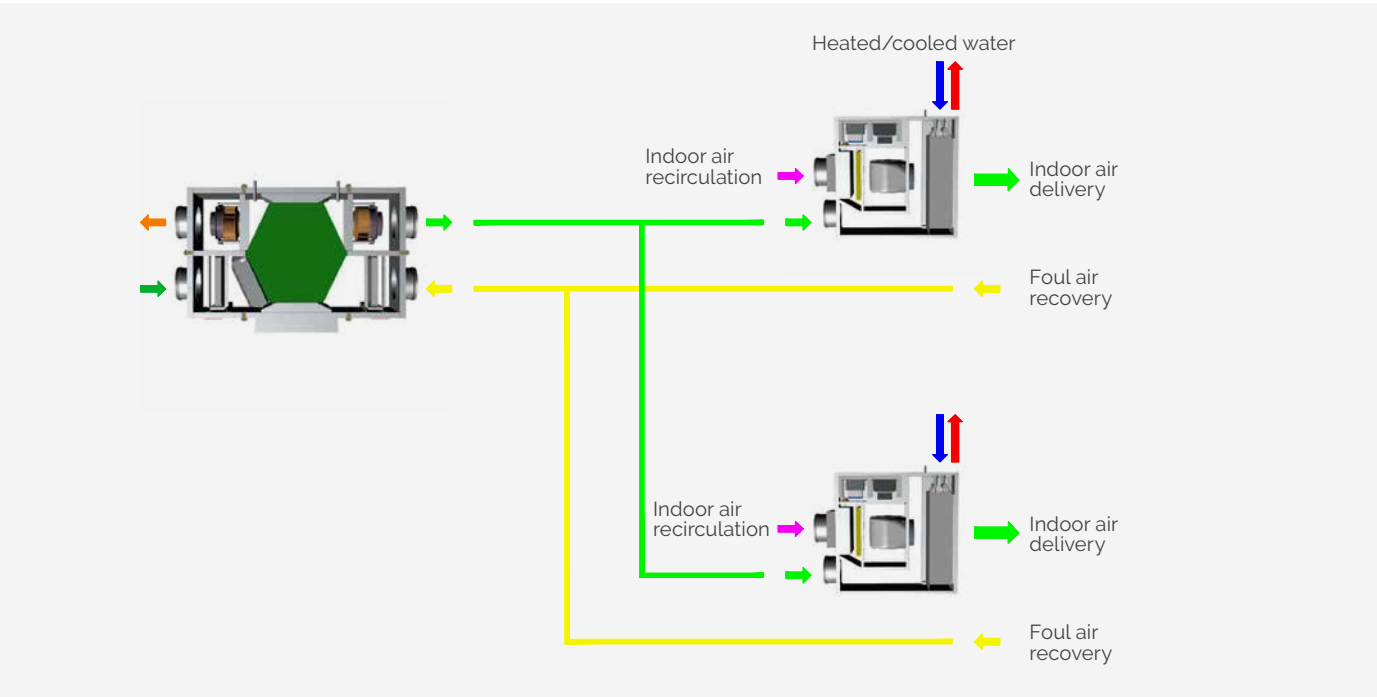 Heated/cooled water
Indoor air
recirculation
Indoor air
delivery
Foul air
recovery
Indoor air
recirculation
Indoor air
delivery
Foul air
recovery